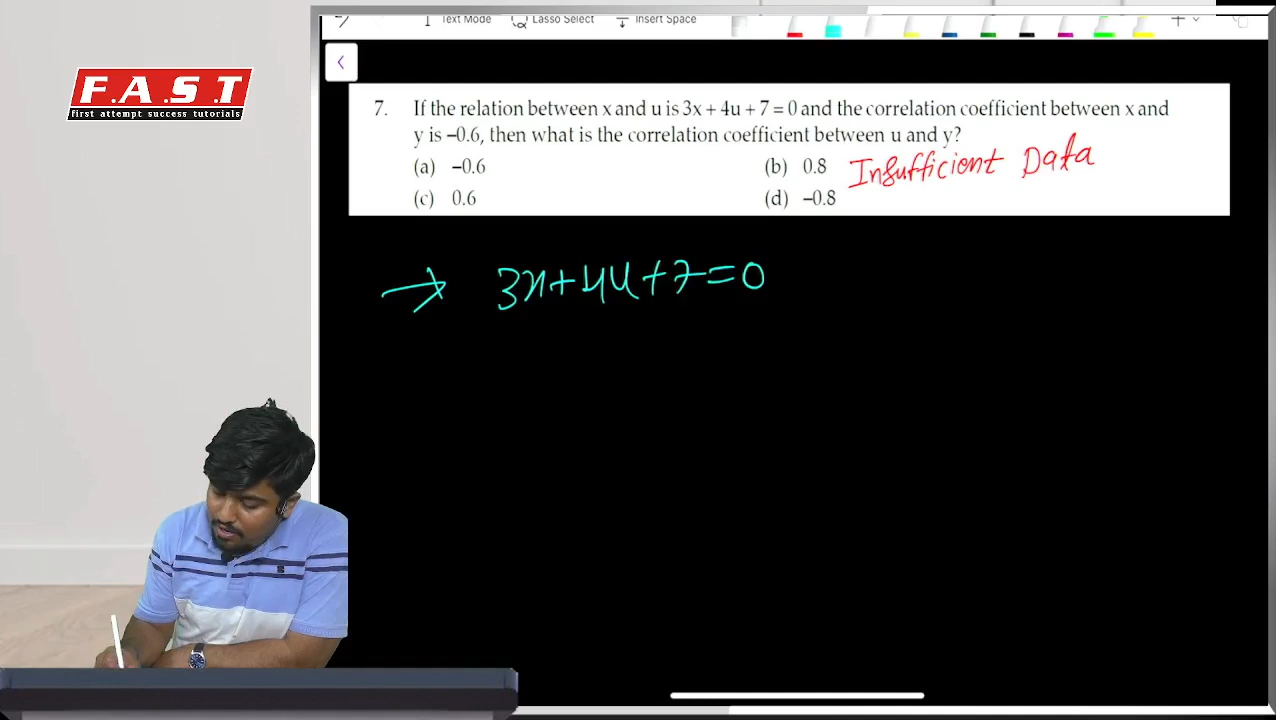 Text Mode Lasso Select Insert Space
F.A.S.T
first attempt success tutorials
7. If the relation between x and u is 3x + 4u + 7 = 0 and the correlation coefficient between x and
y is –0.6, then what is the correlation coefficient between u and y?
(a) –0.6 (b) 0.8 Insufficient Data
(c) 0.6 (d) –0.8
→ 3x+4u+7=0